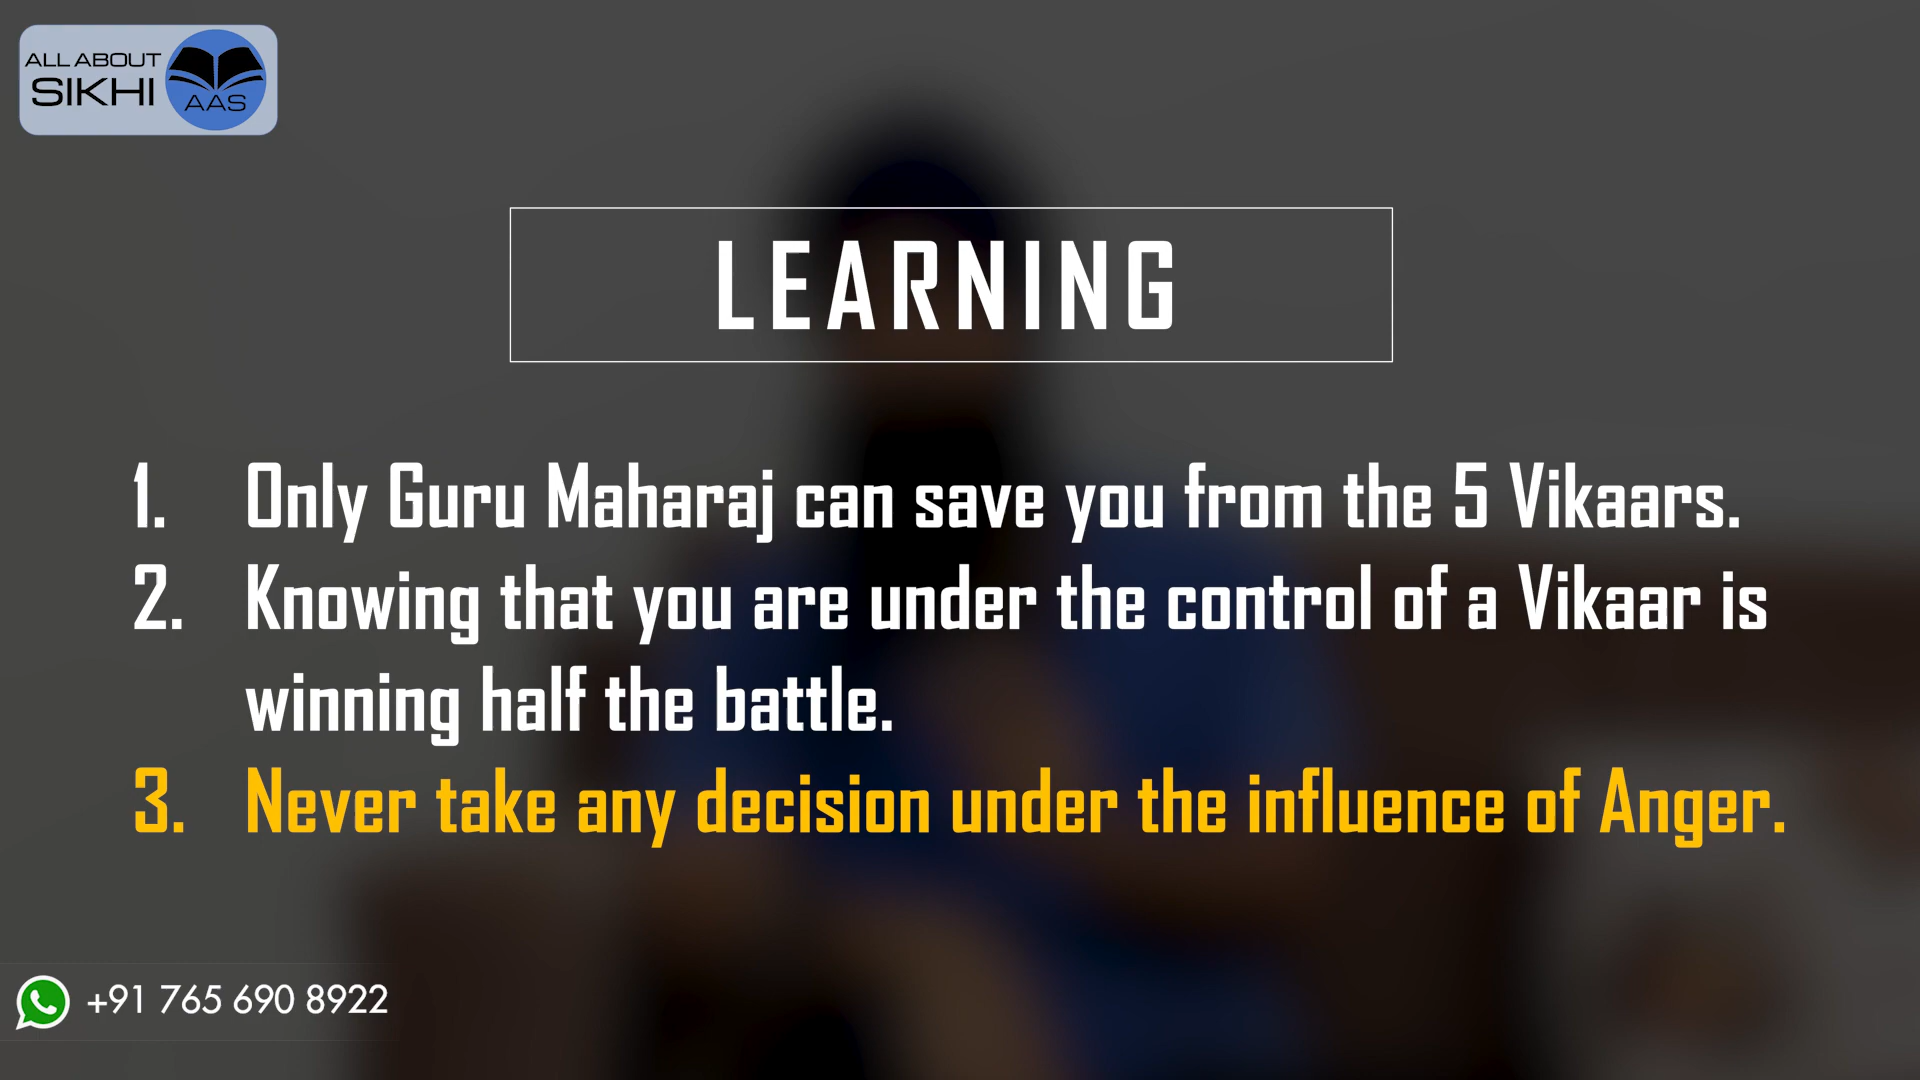 ALL ABOUT
SIKHI
AAS
LEARNING
1. Only Guru Maharaj can save you from the 5 Vikaars.
2. Knowing that you are under the control of a Vikaar is
winning half the battle.
3. Never take any decision under the influence of Anger.
+91 765 690 8922